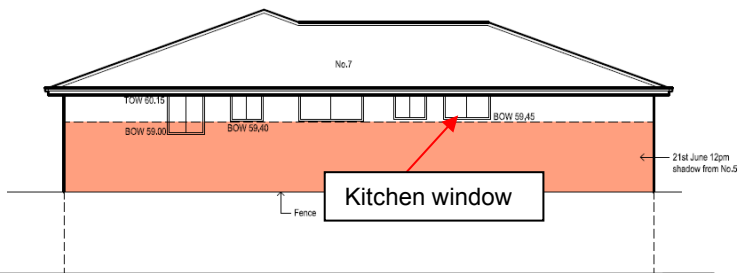 No.7
TOW 60.15
BOW 59.00
BOW 59,40
BOW 59,45
21st June 12pm
shadow from No.5
Kitchen window
Fence